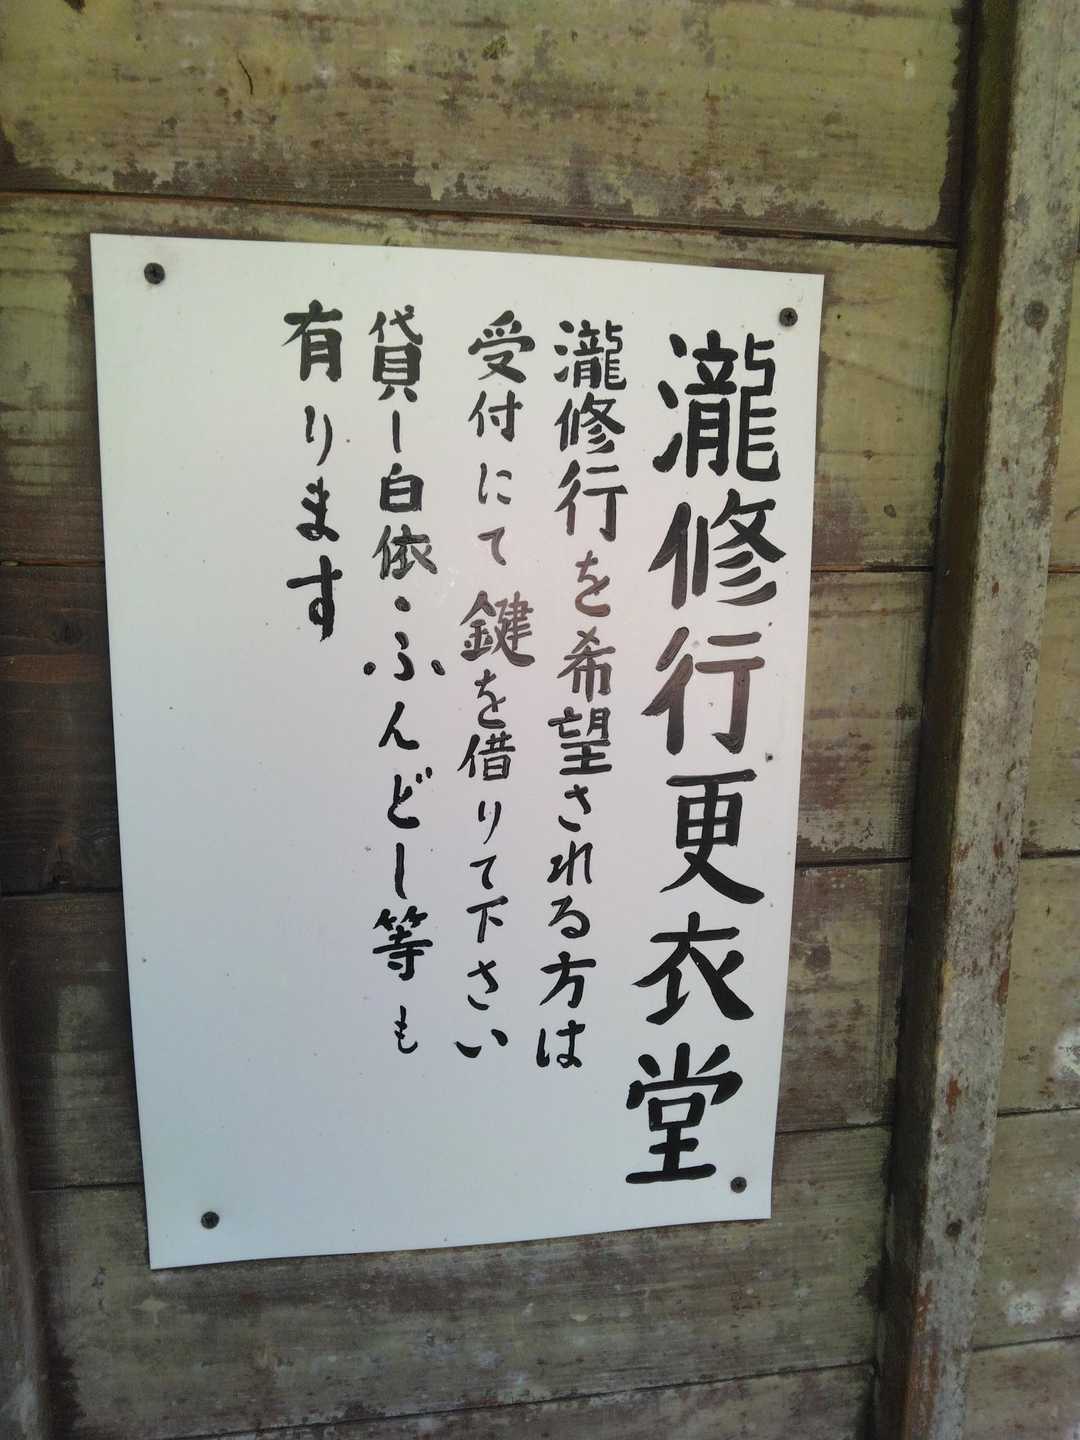 瀧修行更衣堂
瀧修行を希望される方は
受付にて鍵を借りて下さい
貸し白依・ふんどし等も
有ります